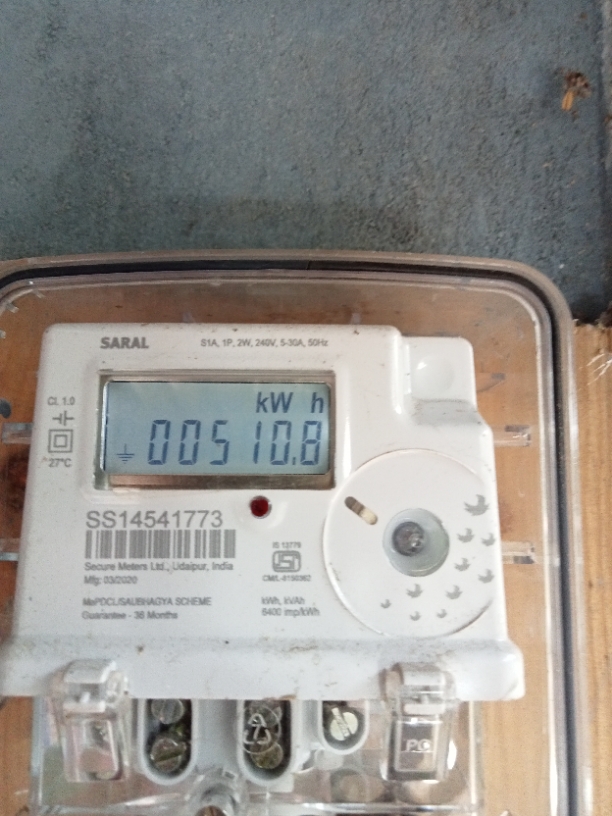 SARAL S1A, 1P, 2W, 240V, 5-30A, 50Hz
kW h
00510.8
CL 1.0
27°C
SS14541773
Secure Meters Ltd., Udaipur, India
Mfg: 03/2020
MePDCL/SAUBHAGYA SCHEME
Guarantee - 36 Months
IS 13779
kWh, kVAh
6400 imp/kWh